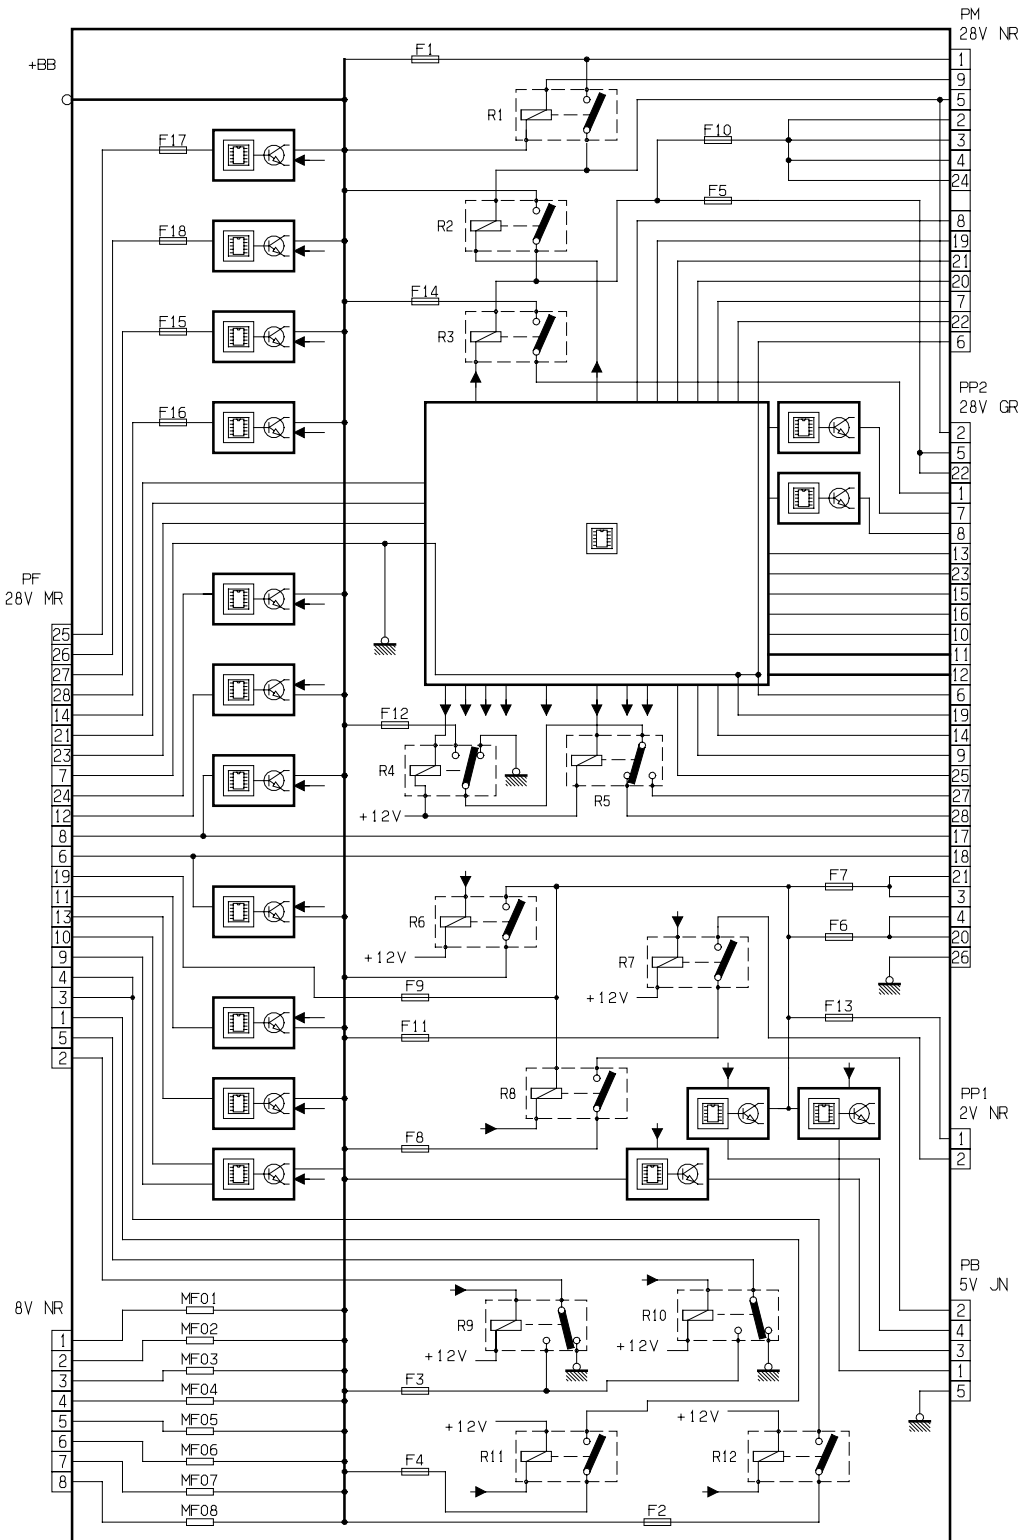 PM
28V NR
+BB
F1
1
9
5
R1
2
F17
F10
3
4
24
F5
R2
8
F18
19
21
20
F14
7
F15
R3
22
6
PP2
28V GR
F16
2
5
22
1
7
8
13
PF
28V MR
23
15
16
25
10
26
11
27
12
28
6
14
F12
19
21
14
23
R4
9
7
25
24
R5
27
12
+12V
28
8
17
6
18
19
F7
21
11
3
13
R6
4
10
F6
20
9
+12V
R7
26
4
3
F9
+12V
1
F13
5
F11
2
R8
PP1
2V NR
F8
1
2
PB
5V JN
8V NR
MF01
R9
R10
2
1
MF02
+12V
+12V
4
2
MF03
3
3
F3
1
4
MF04
5
5
MF05
+12V
+12V
6
MF06
R11
R12
7
F4
8
MF07
MF08
F2